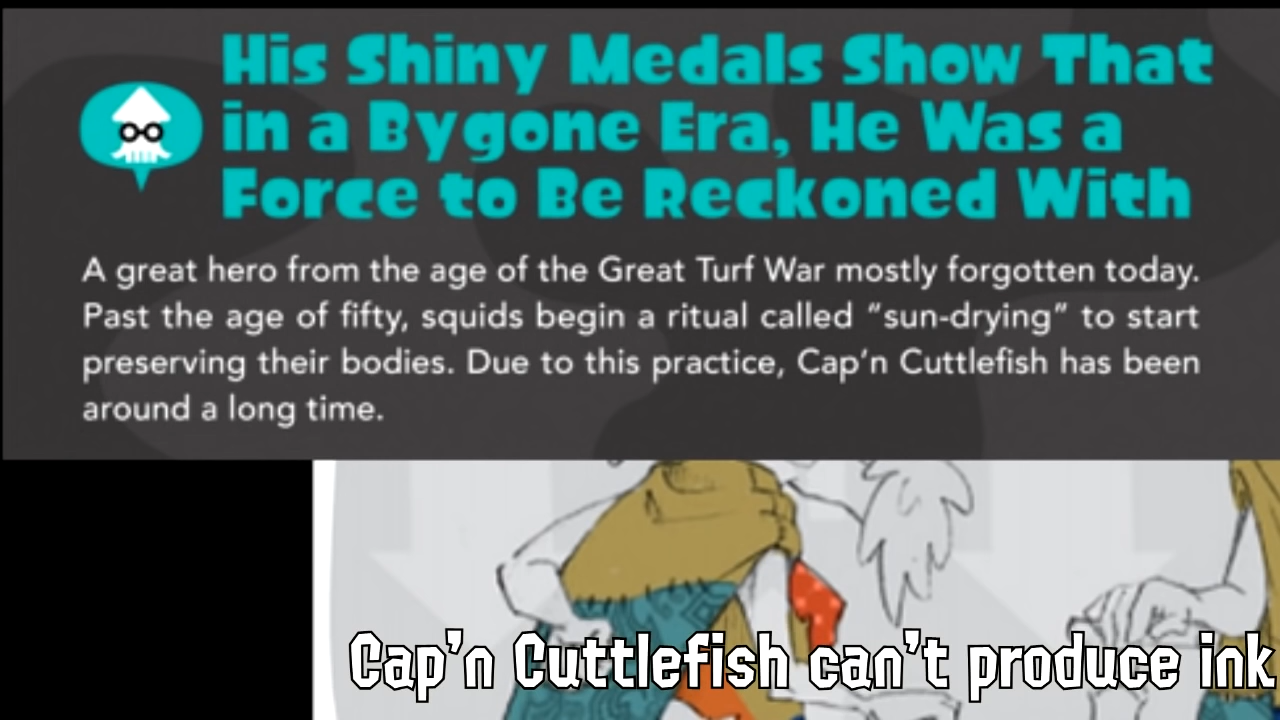 His Shiny Medals Show That
in a Bygone Era, He Was a
Force to Be Reckoned With
A great hero from the age of the Great Turf War mostly forgotten today.
Past the age of fifty, squids begin a ritual called “sun-drying” to start
preserving their bodies. Due to this practice, Cap’n Cuttlefish has been
around a long time.
Cap’n Cuttlefish can’t produce ink